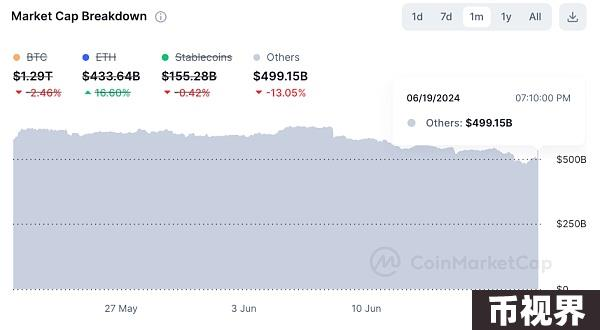 Market Cap Breakdown
1d 7d 1m 1y All
BTC ETH Stablecoins Others
$1.29T $433.64B $155.28B $499.15B
-2.46% 16.60% -0.42% -13.05%
06/19/2024 07:10:00 PM
Others: $499.15B
$500B
$250B
CoinMarketCap
$0
27 May 3 Jun 10 Jun
币视界